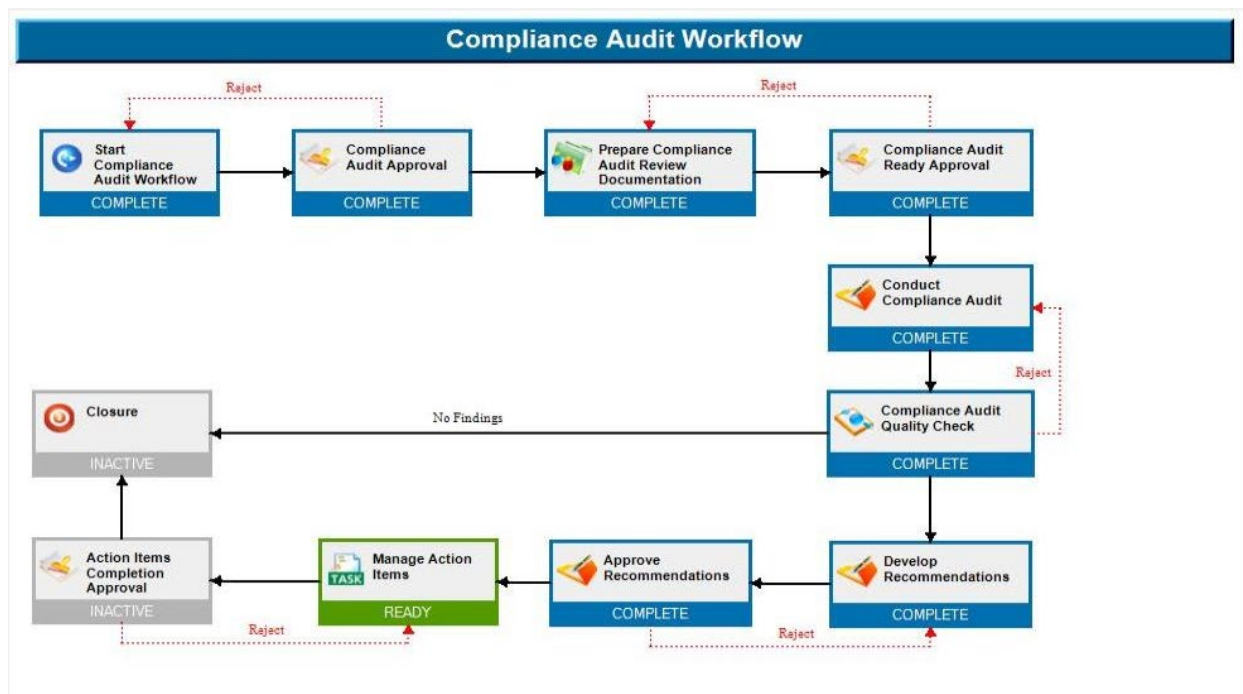 Compliance Audit Workflow
Reject
Reject
Start
Compliance
Audit Workflow
COMPLETE
Compliance
Audit Approval
COMPLETE
Prepare Compliance
Audit Review
Documentation
COMPLETE
Compliance Audit
Ready Approval
COMPLETE
Conduct
Compliance Audit
COMPLETE
Reject
Closure
INACTIVE
No Findings
Compliance Audit
Quality Check
COMPLETE
Action Items
Completion
Approval
INACTIVE
TASK
Manage Action
Items
READY
Approve
Recommendations
COMPLETE
Develop
Recommendations
COMPLETE
Reject
Reject